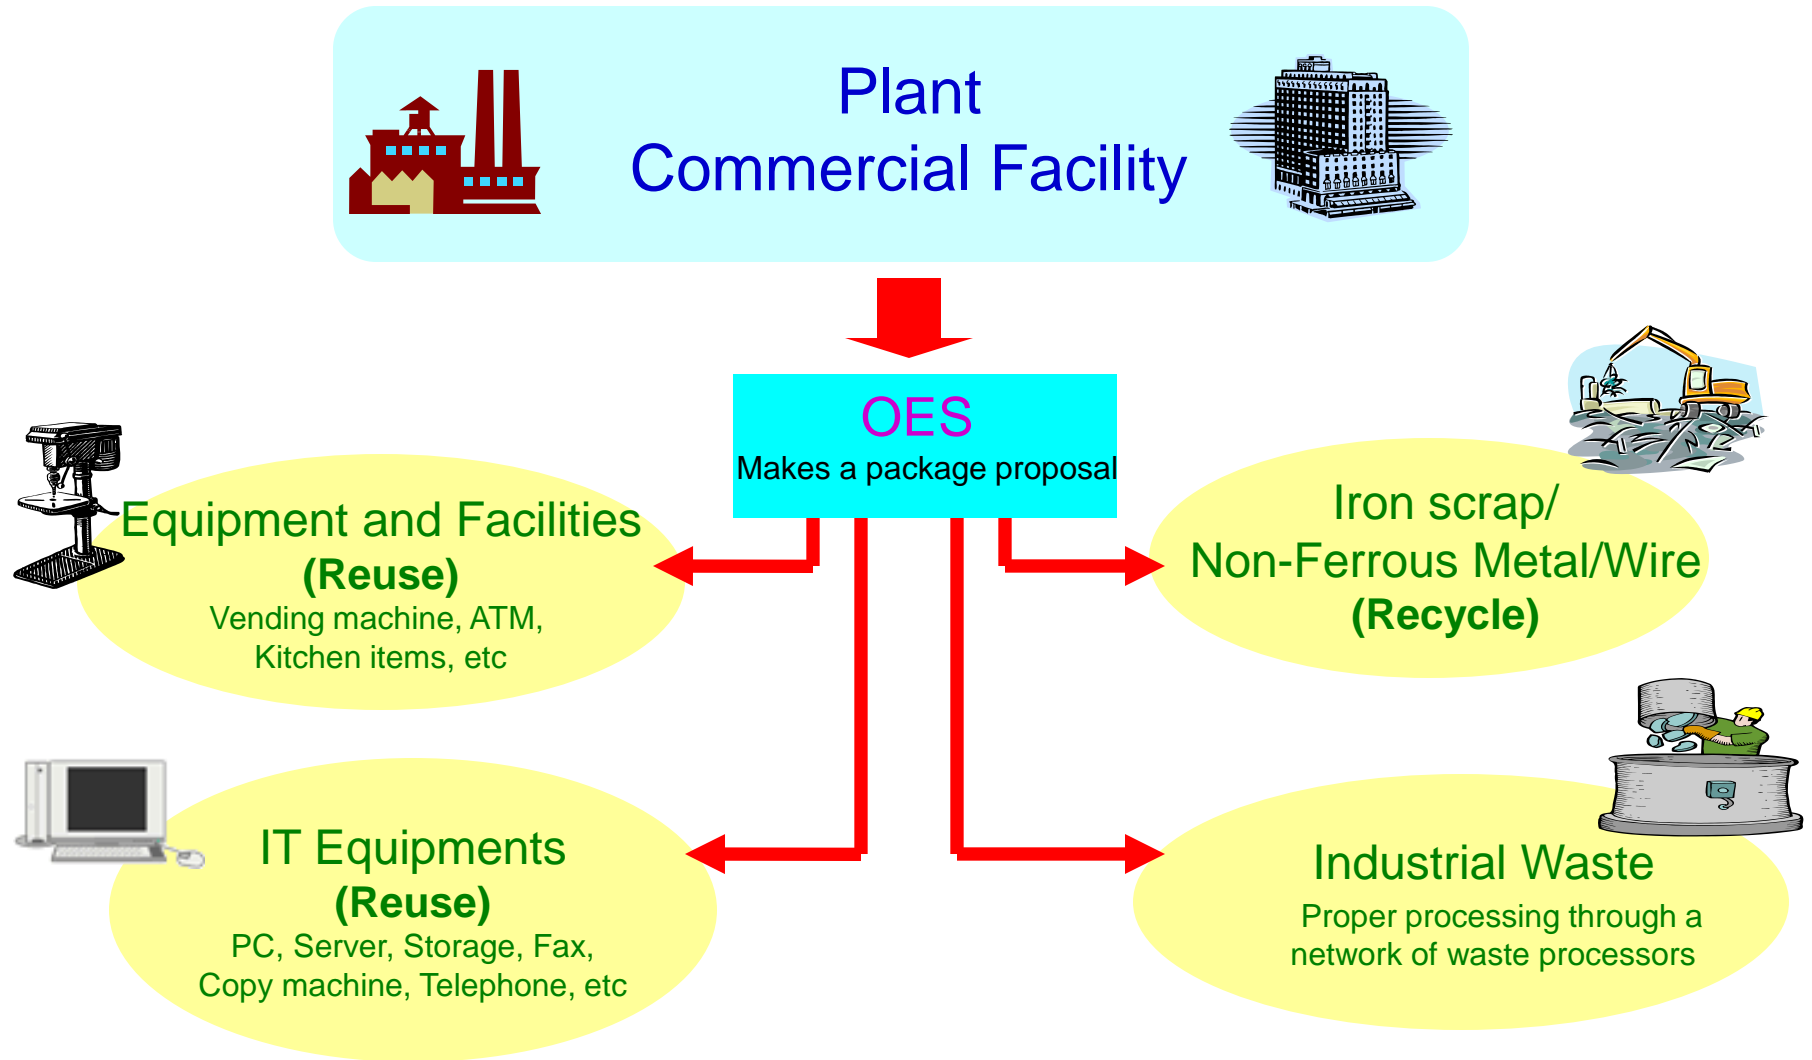 Plant
Commercial Facility
OES
Makes a package proposal
Equipment and Facilities
(Reuse)
Vending machine, ATM,
Kitchen items, etc
Iron scrap/
Non-Ferrous Metal/Wire
(Recycle)
IT Equipments
(Reuse)
PC, Server, Storage, Fax,
Copy machine, Telephone, etc
Industrial Waste
Proper processing through a
network of waste processors